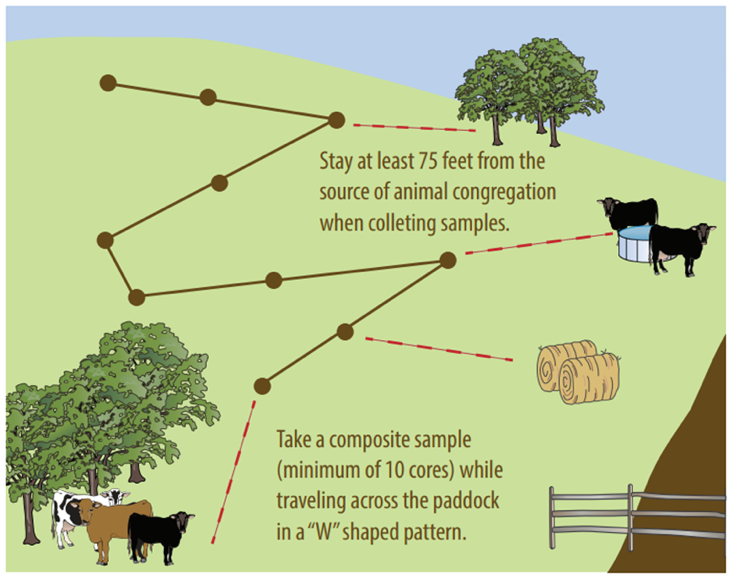 Stay at least 75 feet from the
source of animal congregation
when colleting samples.
Take a composite sample
(minimum of 10 cores) while
traveling across the paddock
in a “W” shaped pattern.